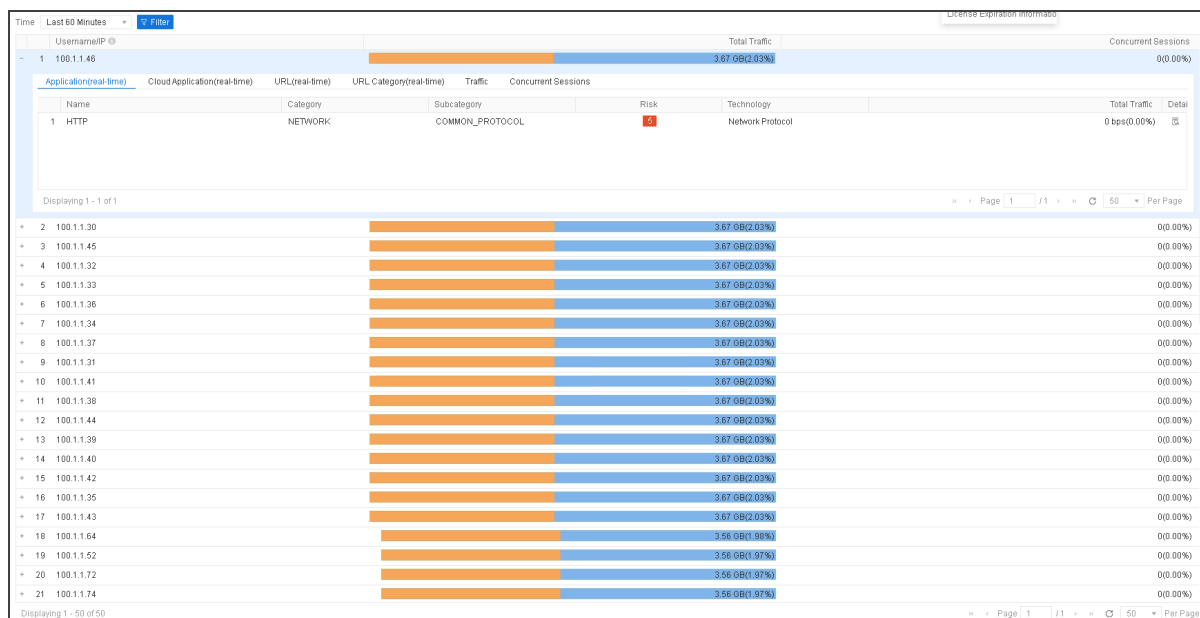 License Expiration Informatio
Time Last 60 Minutes Filter
Username/IP Total Traffic Concurrent Sessions
− 1 100.1.1.46 3.67 GB(2.03%) 0(0.00%)
Application(real-time) Cloud Application(real-time) URL(real-time) URL Category(real-time) Traffic Concurrent Sessions
Name Category Subcategory Risk Technology Total Traffic Detai
1 HTTP NETWORK COMMON_PROTOCOL 5 Network Protocol 0 bps(0.00%)
Displaying 1 - 1 of 1 Page 1 /1 50 Per Page
+ 2 100.1.1.30 3.67 GB(2.03%) 0(0.00%)
+ 3 100.1.1.45 3.67 GB(2.03%) 0(0.00%)
+ 4 100.1.1.32 3.67 GB(2.03%) 0(0.00%)
+ 5 100.1.1.33 3.67 GB(2.03%) 0(0.00%)
+ 6 100.1.1.36 3.67 GB(2.03%) 0(0.00%)
+ 7 100.1.1.34 3.67 GB(2.03%) 0(0.00%)
+ 8 100.1.1.37 3.67 GB(2.03%) 0(0.00%)
+ 9 100.1.1.31 3.67 GB(2.03%) 0(0.00%)
+ 10 100.1.1.41 3.67 GB(2.03%) 0(0.00%)
+ 11 100.1.1.38 3.67 GB(2.03%) 0(0.00%)
+ 12 100.1.1.44 3.67 GB(2.03%) 0(0.00%)
+ 13 100.1.1.39 3.67 GB(2.03%) 0(0.00%)
+ 14 100.1.1.40 3.67 GB(2.03%) 0(0.00%)
+ 15 100.1.1.42 3.67 GB(2.03%) 0(0.00%)
+ 16 100.1.1.35 3.67 GB(2.03%) 0(0.00%)
+ 17 100.1.1.43 3.67 GB(2.03%) 0(0.00%)
+ 18 100.1.1.64 3.56 GB(1.98%) 0(0.00%)
+ 19 100.1.1.52 3.56 GB(1.97%) 0(0.00%)
+ 20 100.1.1.72 3.56 GB(1.97%) 0(0.00%)
+ 21 100.1.1.74 3.56 GB(1.97%) 0(0.00%)
Displaying 1 - 50 of 50 Page 1 /1 50 Per Page